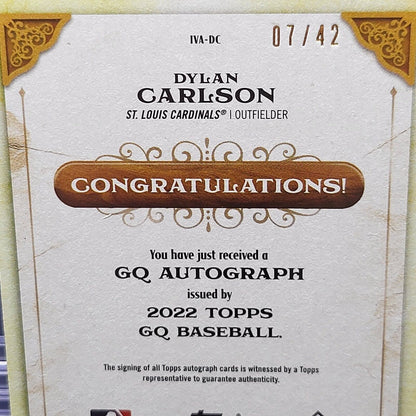 IVA-DC
07/42
DYLAN
CARLSON
ST. LOUIS CARDINALS® | OUTFIELDER
CONGRATULATIONS!
You have just received a
GQ AUTOGRAPH
issued by
2022 TOPPS
GQ BASEBALL.
The signing of all Topps autograph cards is witnessed by a Topps
representative to guarantee authenticity.